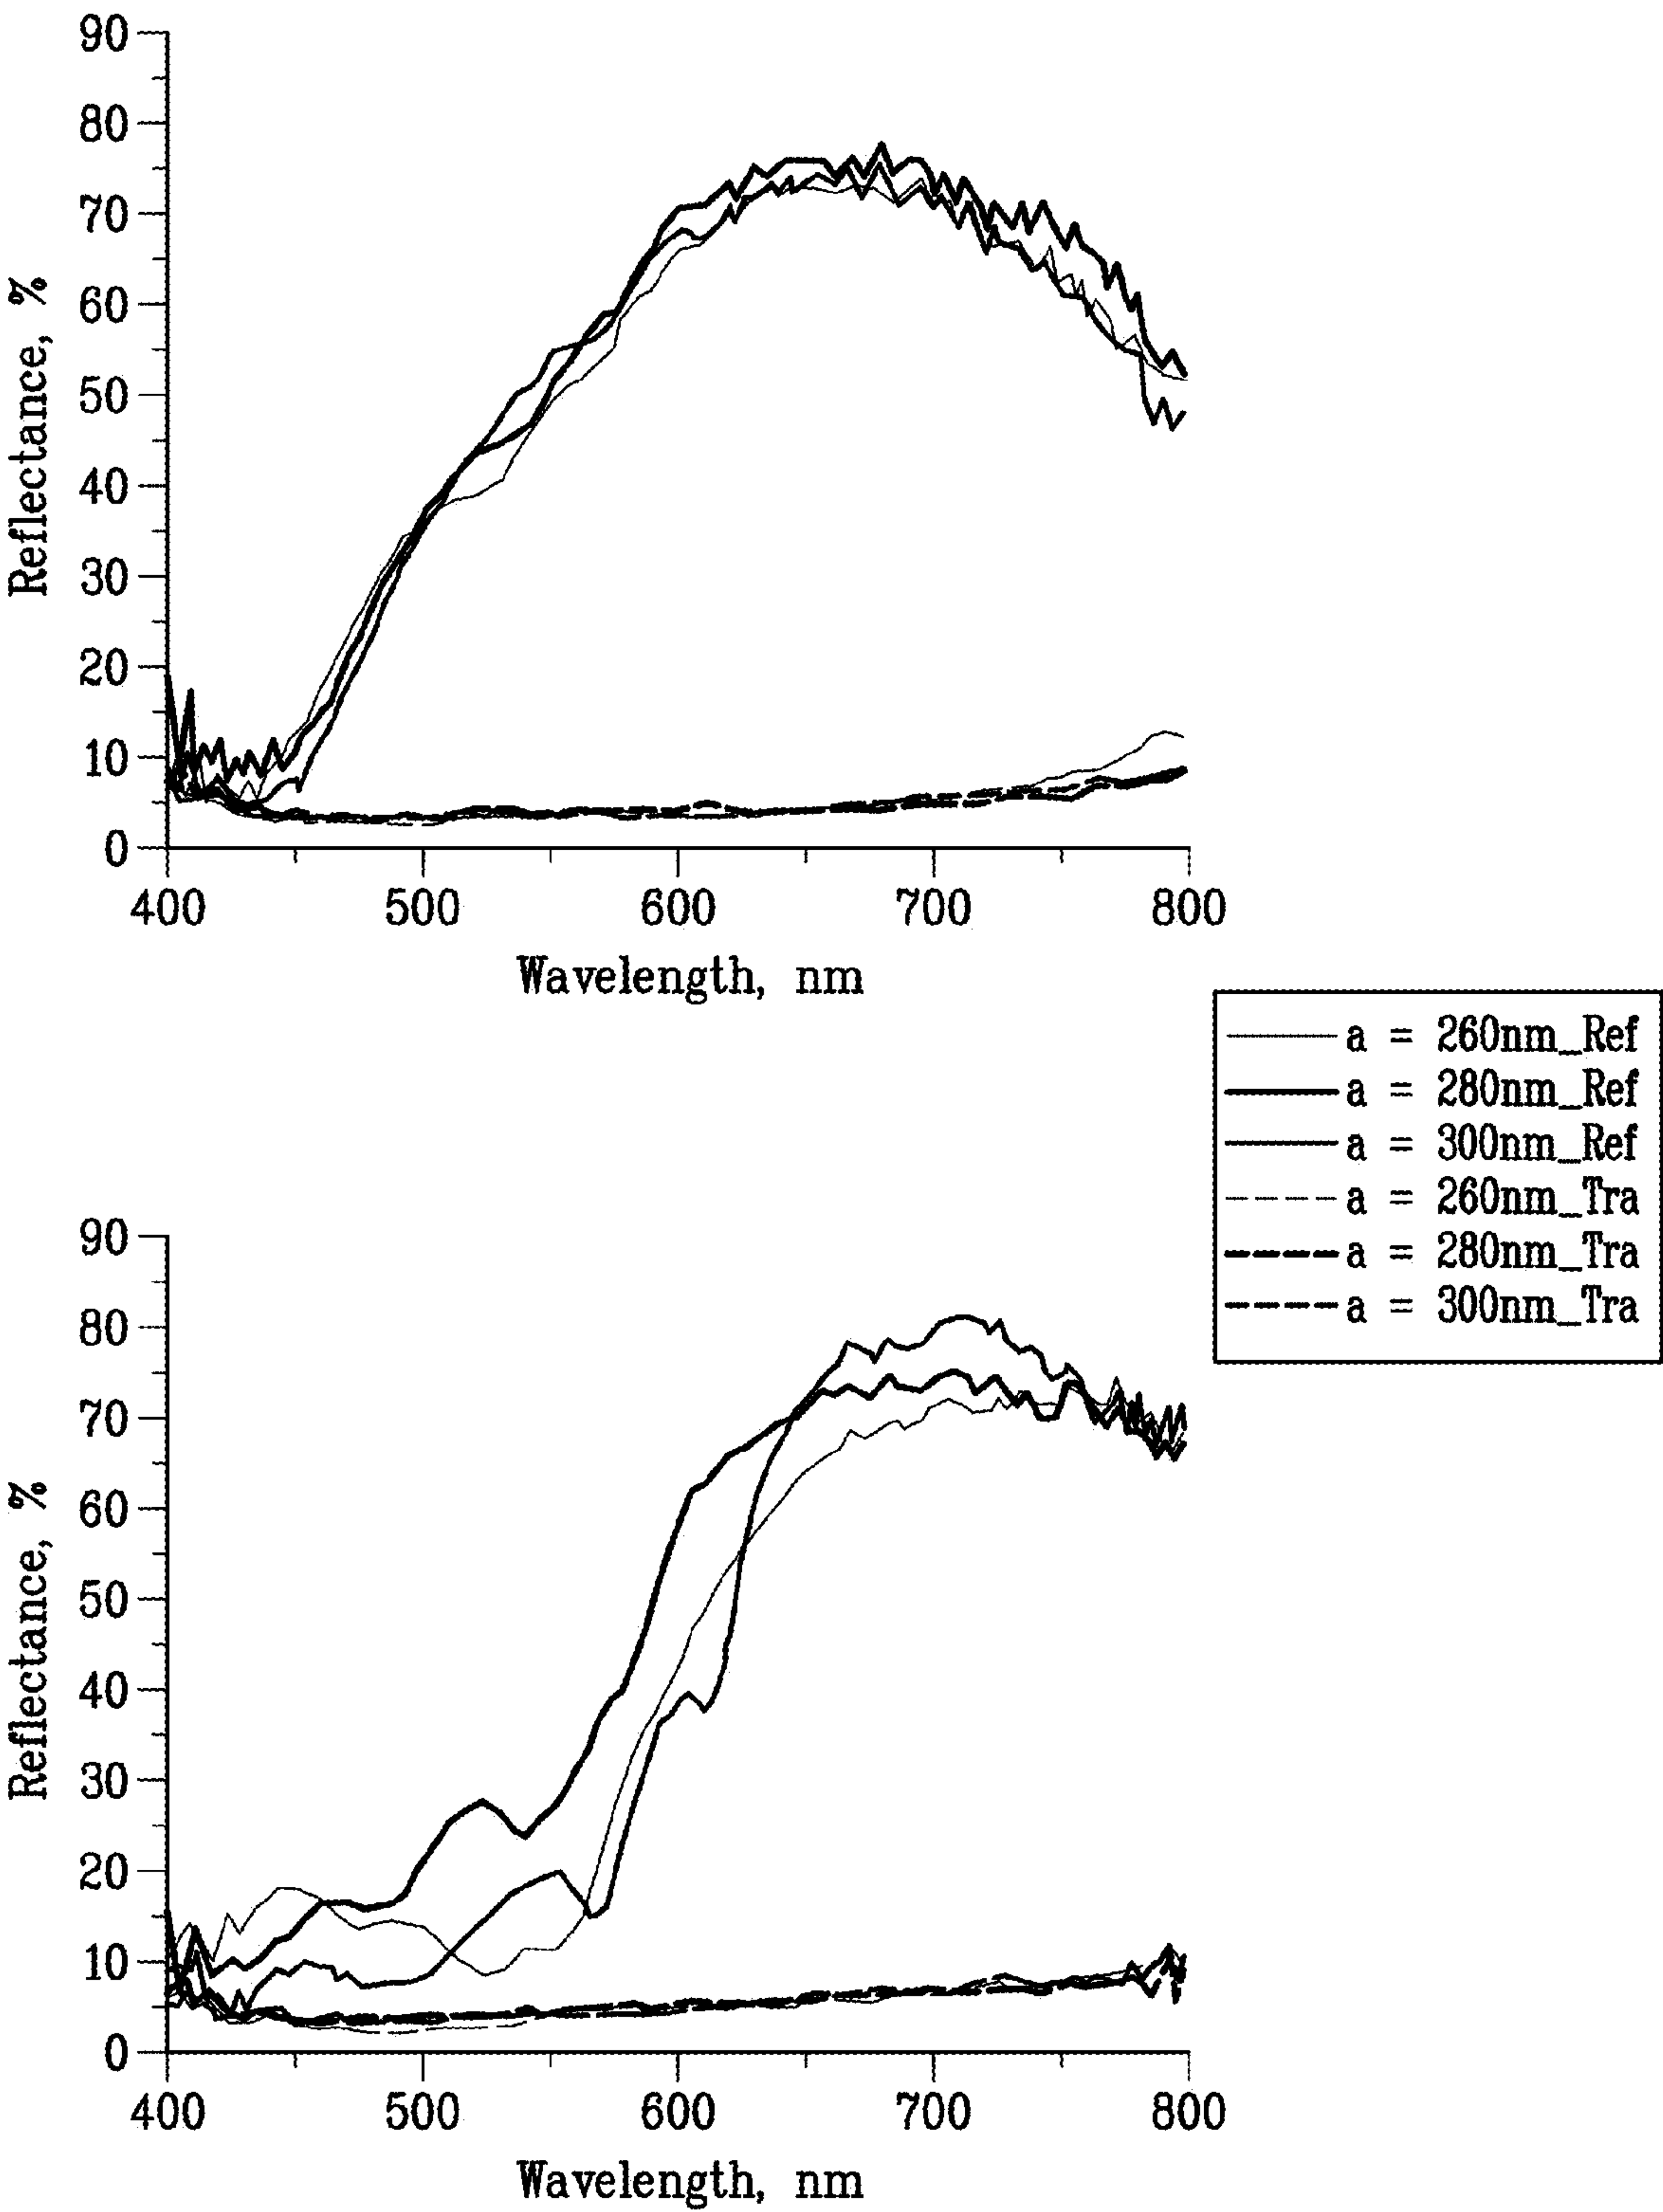 90
80
70
60
50
40
30
20
10
0
Reflectance, %
400 500 600 700 800
Wavelength, nm
a = 260nm_Ref
a = 280nm_Ref
a = 300nm_Ref
a = 260nm_Tra
a = 280nm_Tra
a = 300nm_Tra
90
80
70
60
50
40
30
20
10
0
Reflectance, %
400 500 600 700 800
Wavelength, nm